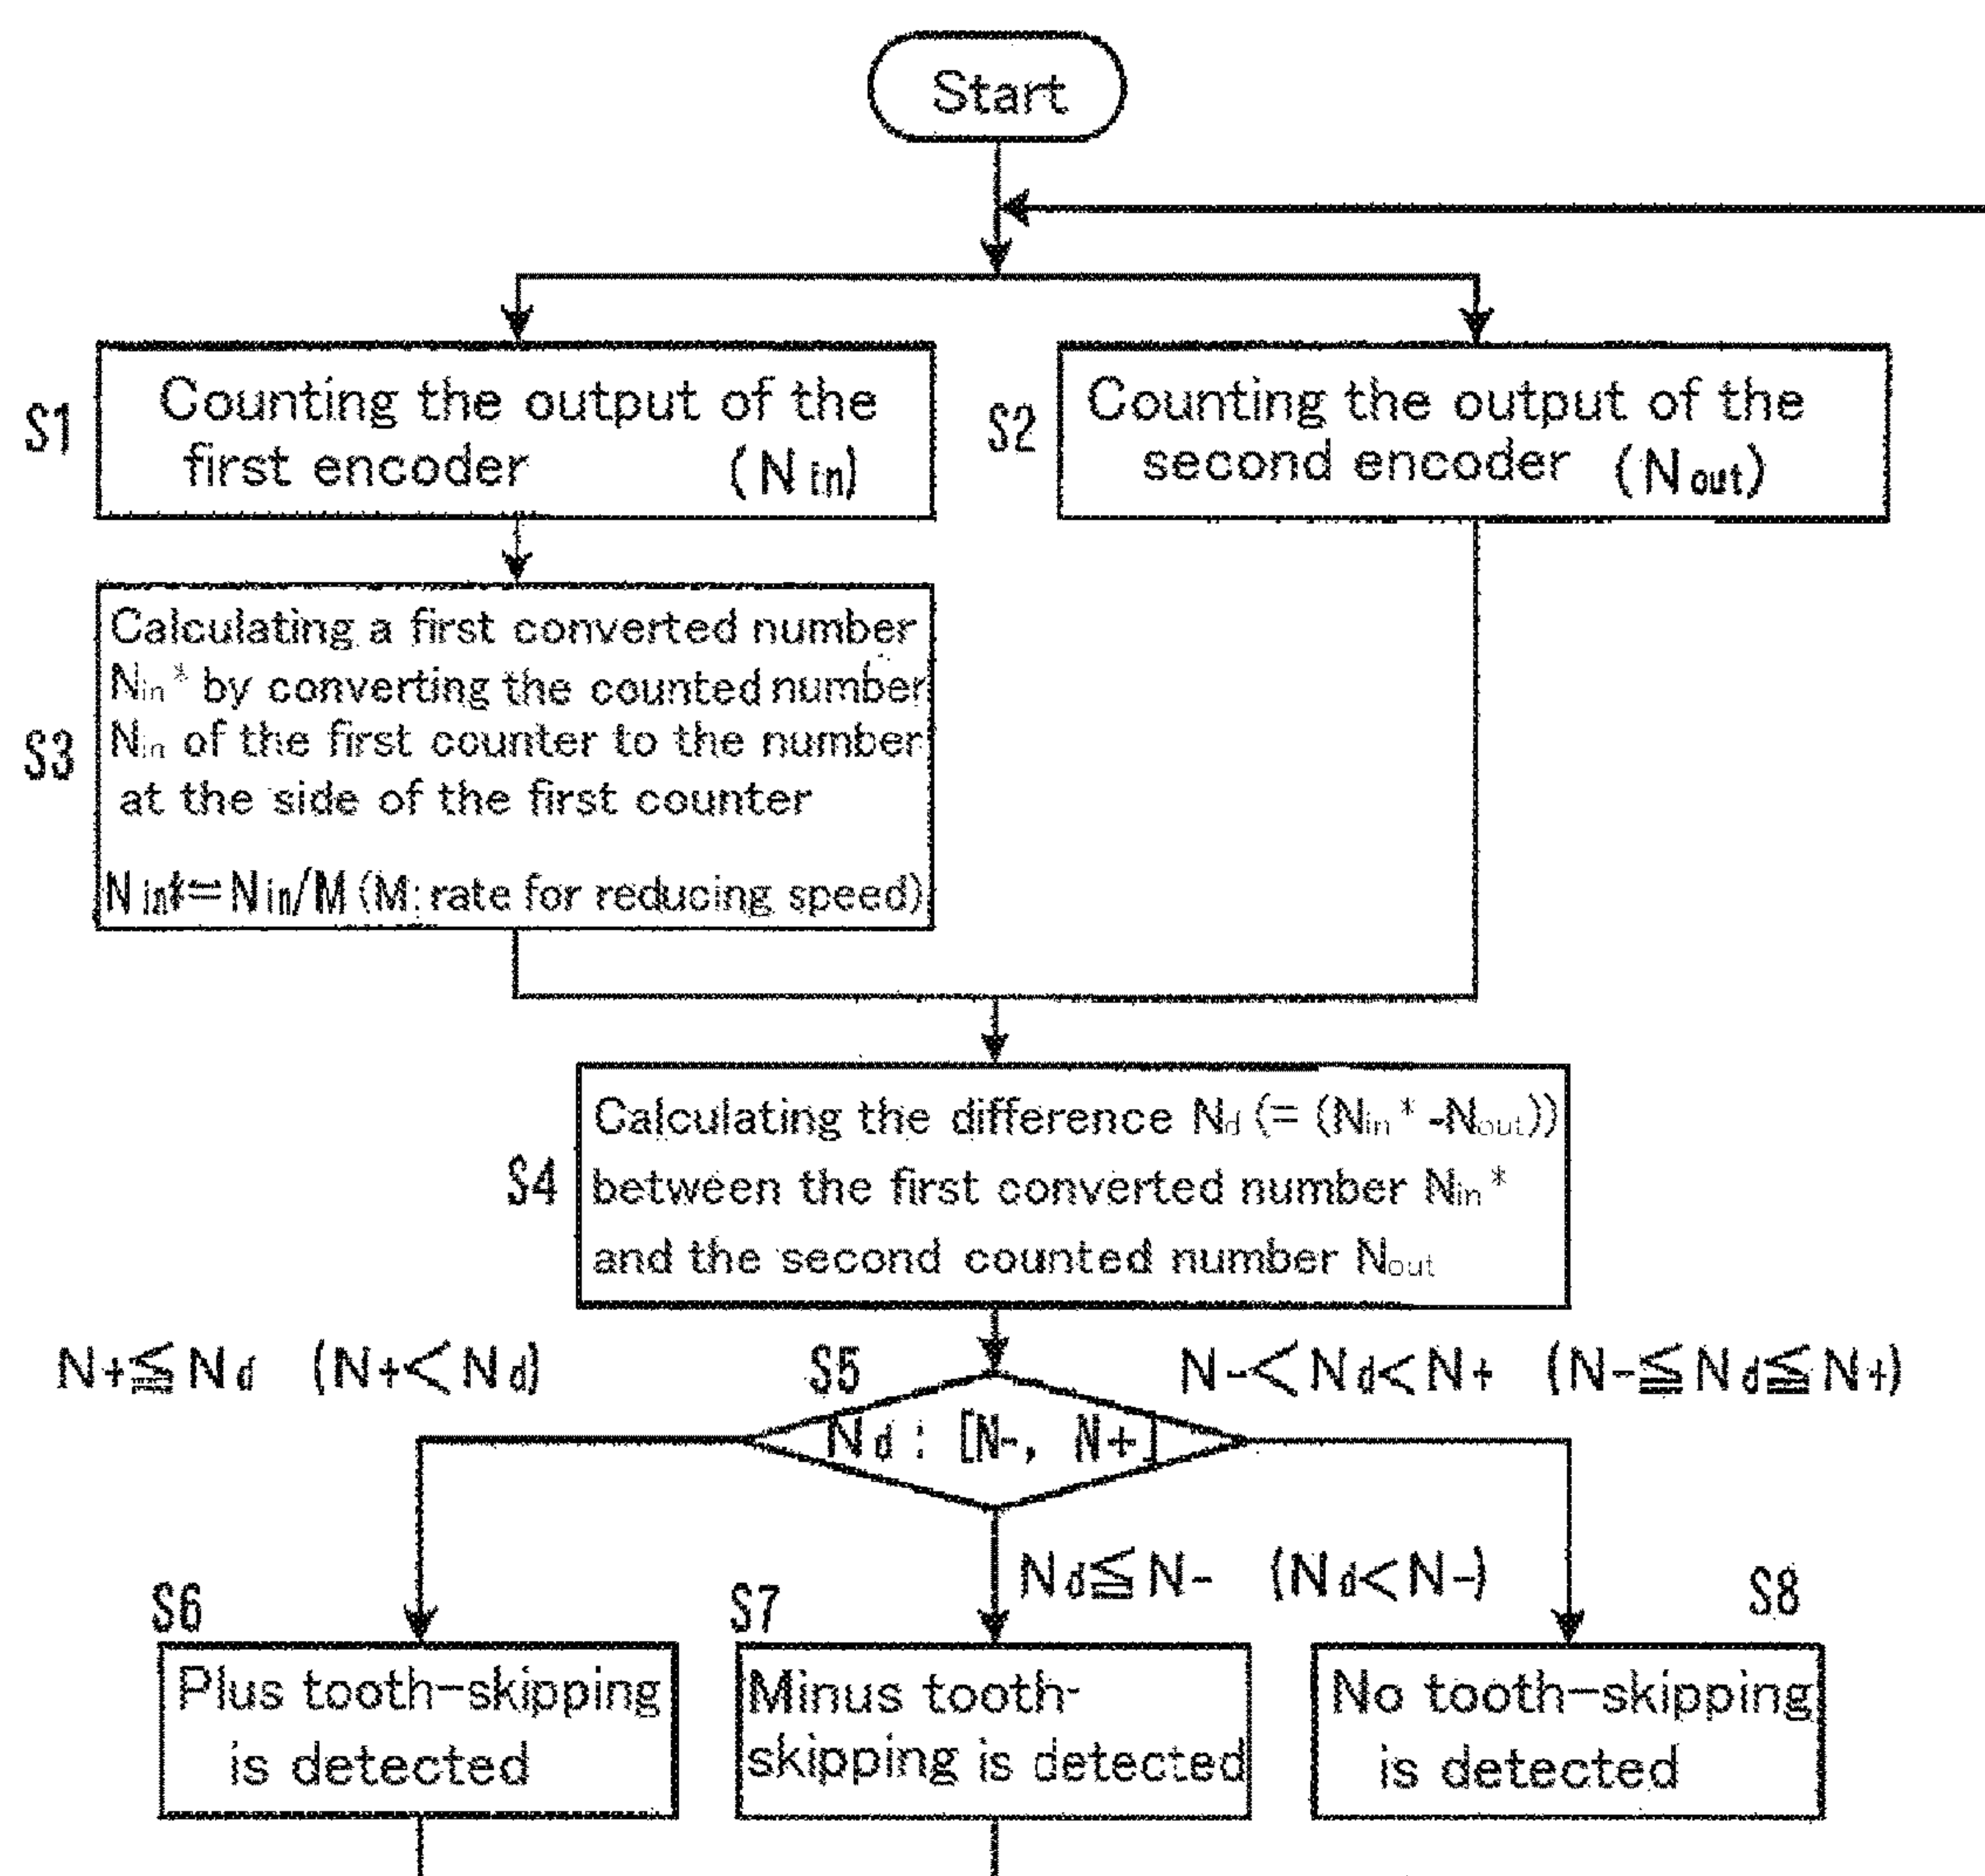 Start
S1
Counting the output of the
first encoder (Nin)
S2
Counting the output of the
second encoder (Nout)
S3
Calculating a first converted number
Nin* by converting the counted number
Nin of the first counter to the number
at the side of the first counter
Nin*=Nin/M (M: rate for reducing speed)
S4
Calculating the difference Nd (= (Nin* -Nout))
between the first converted number Nin*
and the second counted number Nout
N+≦Nd (N+<Nd)
S5
N-<Nd<N+ (N-≦Nd≦N+)
Nd : [N-, N+]
Nd≦N- (Nd<N-)
S6
Plus tooth-skipping
is detected
S7
Minus tooth-
skipping is detected
S8
No tooth-skipping
is detected